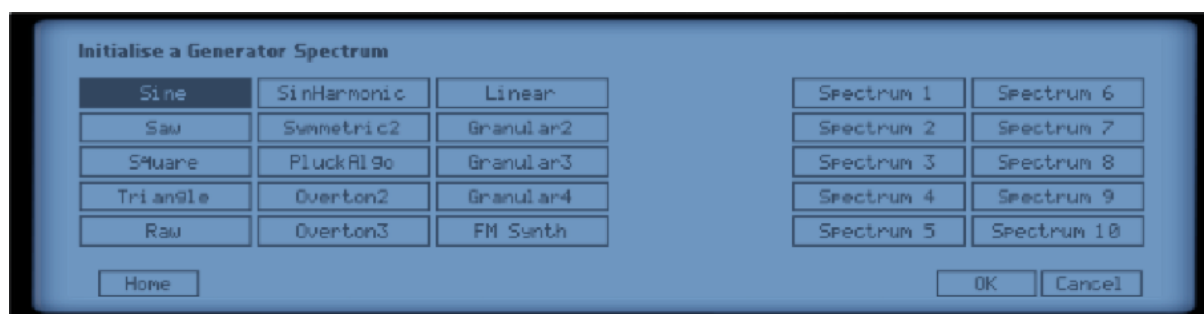 Initialise a Generator Spectrum
Sine SinHarmonic Linear Spectrum 1 Spectrum 6
Saw Symmetric2 Granular2 Spectrum 2 Spectrum 7
Square PluckAlgo Granular3 Spectrum 3 Spectrum 8
Triangle Overton2 Granular4 Spectrum 4 Spectrum 9
Raw Overton3 FM Synth Spectrum 5 Spectrum 10
Home OK Cancel